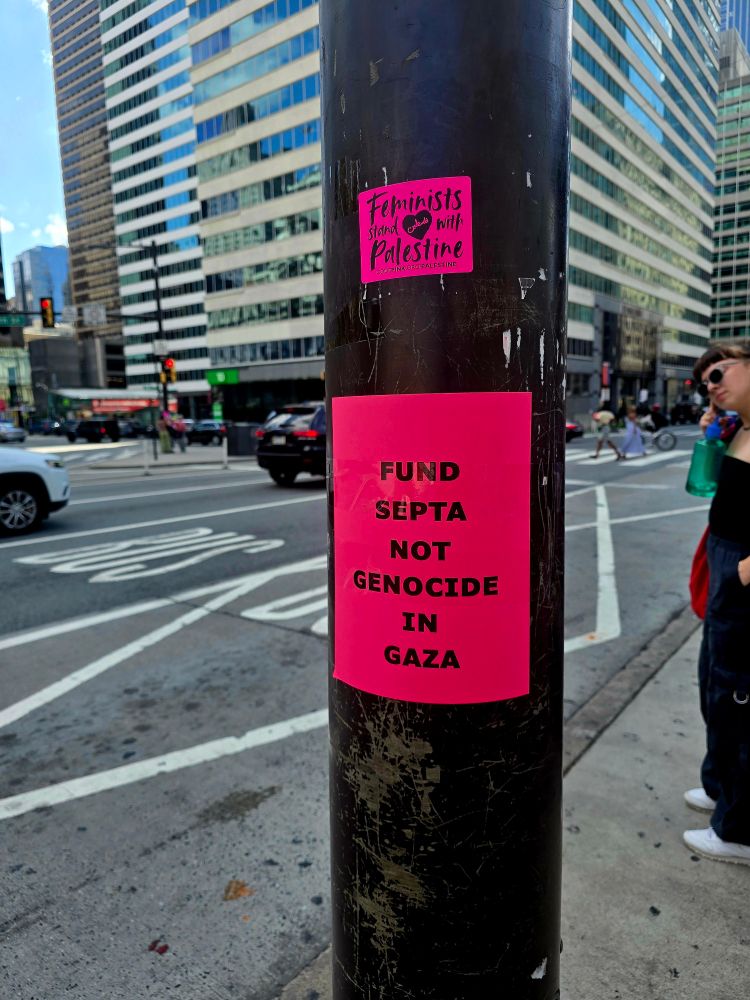 Feminists
stand with
Palestine
FUND
SEPTA
NOT
GENOCIDE
IN
GAZA